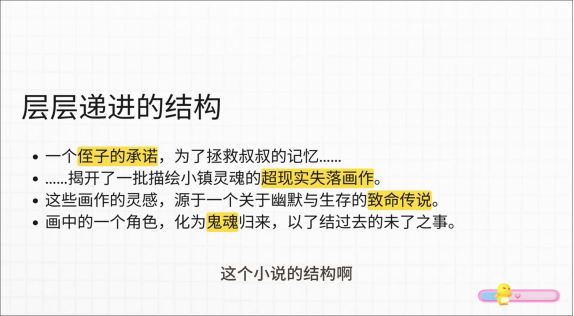 层层递进的结构
• 一个侄子的承诺，为了拯救叔叔的记忆......
• ......揭开了一批描绘小镇灵魂的超现实失落画作。
• 这些画作的灵感，源于一个关于幽默与生存的致命传说。
• 画中的一个角色，化为鬼魂归来，以了结过去的未了之事。
这个小说的结构啊